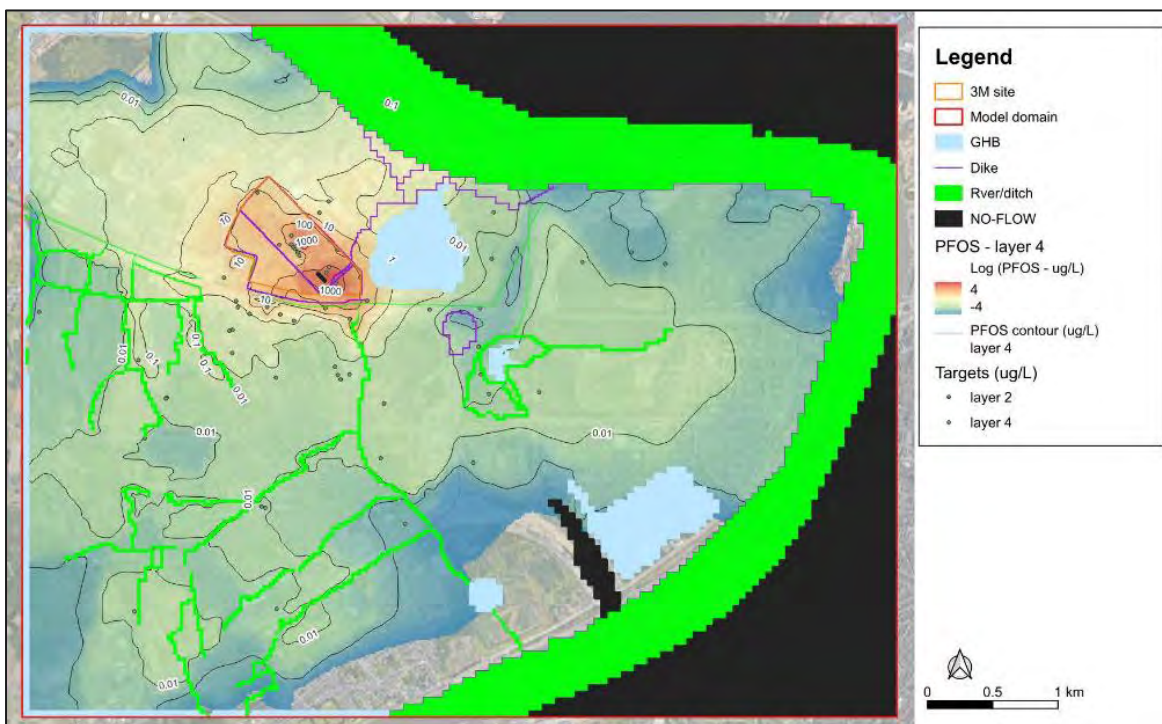 Legend
3M site
Model domain
GHB
Dike
Rver/ditch
NO-FLOW
PFOS - layer 4
Log (PFOS - ug/L)
4
-4
PFOS contour (ug/L)
layer 4
Targets (ug/L)
layer 2
layer 4
0 0.5 1 km
0.01
0.1
10
100
10
1000
0.01
10
1
10
1000
0.01
0.1
0.1
0.1
0.01
0.01
0.01
0.01
0.01
0.01